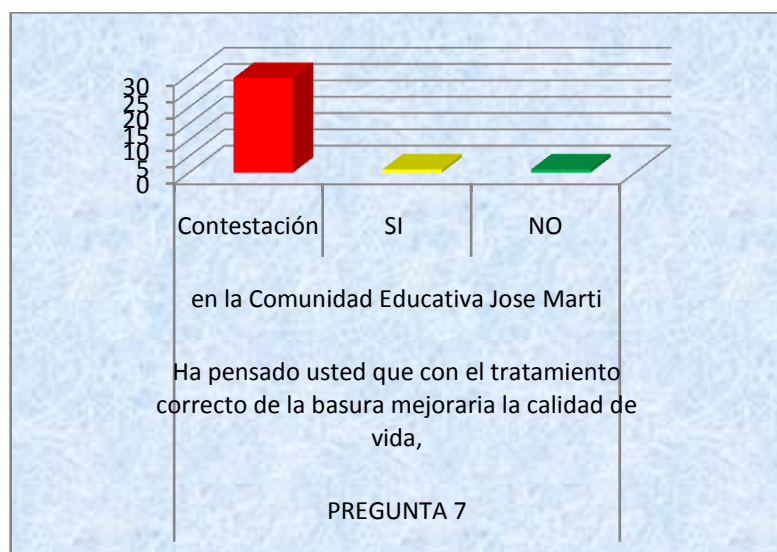 30
25
20
15
10
5
0
Contestación SI NO
en la Comunidad Educativa Jose Marti
Ha pensado usted que con el tratamiento
correcto de la basura mejoraria la calidad de
vida,
PREGUNTA 7